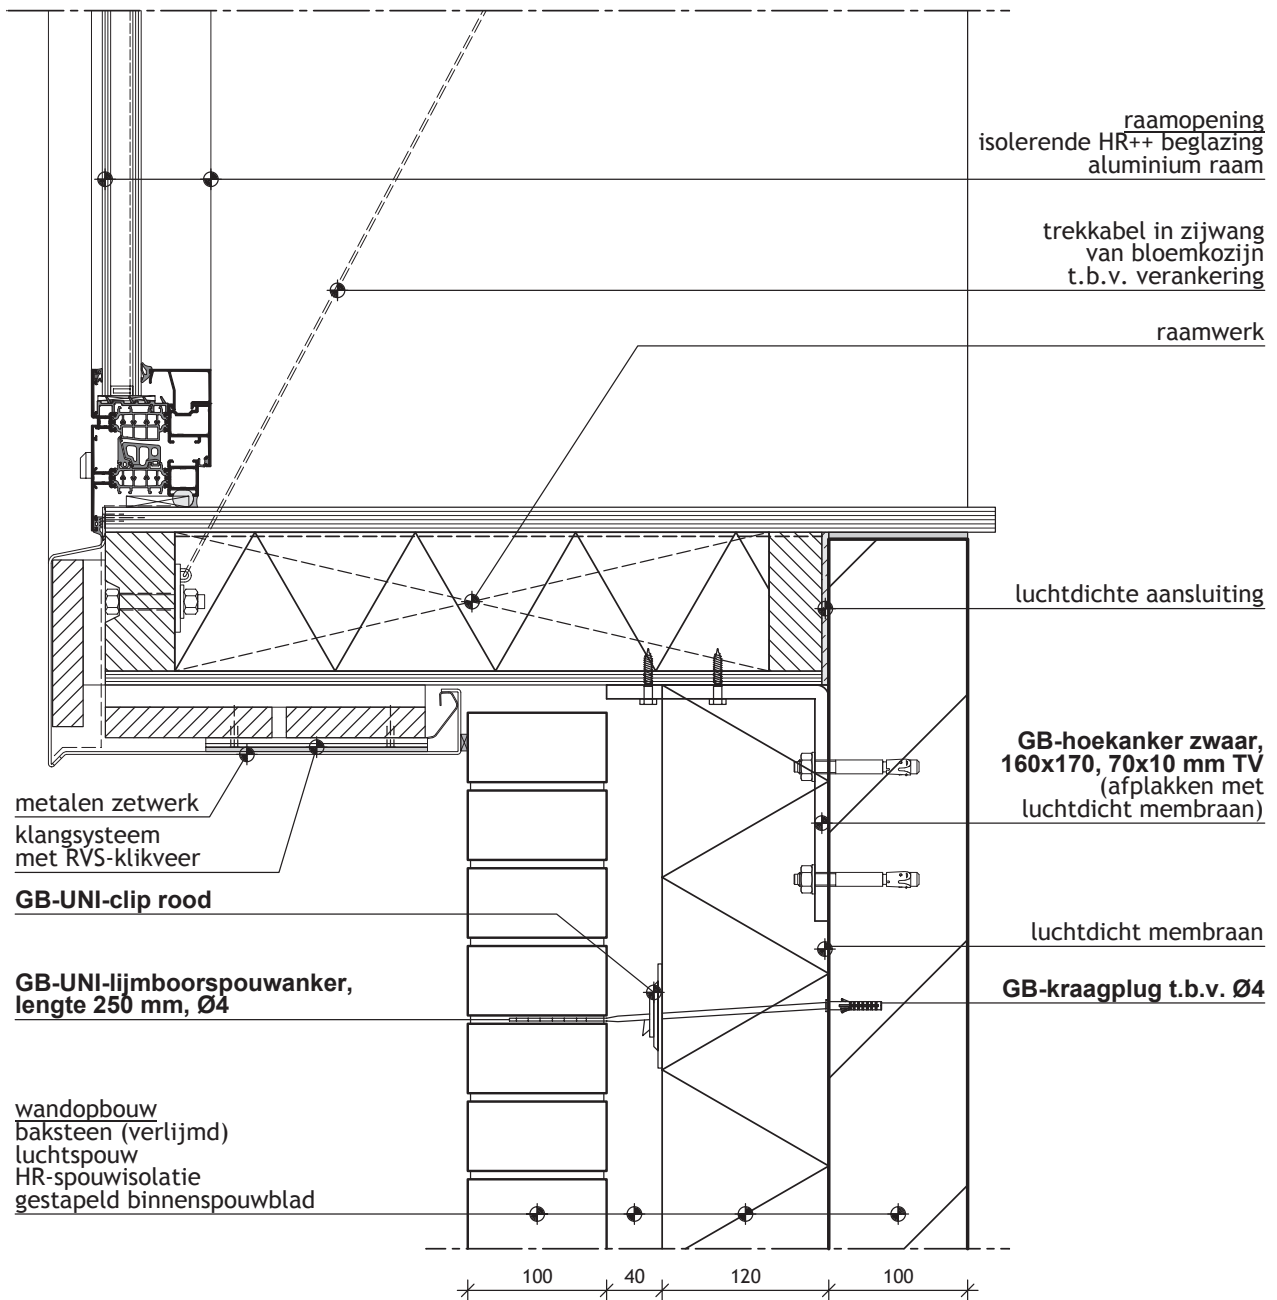 raamopening
isolerende HR++ beglazing
aluminium raam
trekkabel in zijwang
van bloemkozijn
t.b.v. verankering
raamwerk
luchtdichte aansluiting
GB-hoekanker zwaar,
160x170, 70x10 mm TV
(afplakken met
luchtdicht membraan)
metalen zetwerk
klangsysteem
met RVS-klikveer
GB-UNI-clip rood
luchtdicht membraan
GB-UNI-lijmboorspouwanker,
lengte 250 mm, Ø4
GB-kraagplug t.b.v. Ø4
wandopbouw
baksteen (verlijmd)
luchtspouw
HR-spouwisolatie
gestapeld binnenspouwblad
100 40 120 100